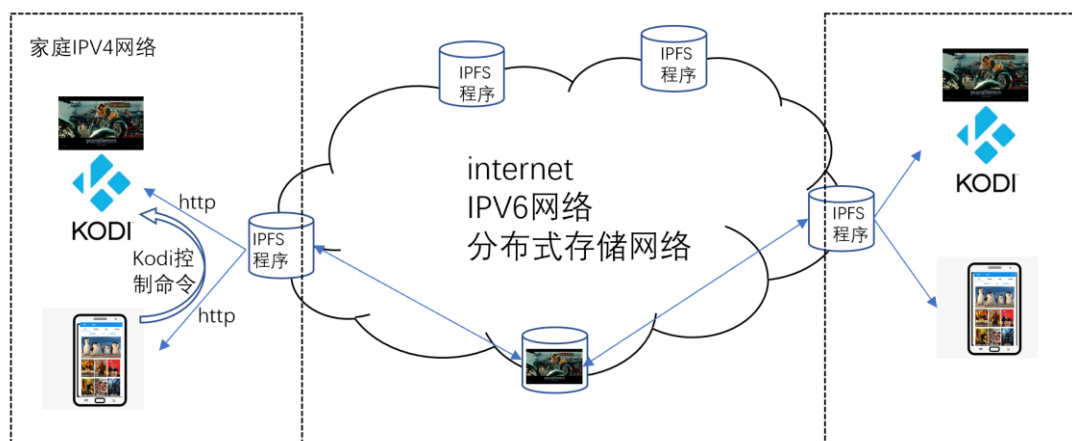 家庭IPV4网络
KODI
http
Kodi控
制命令
http
IPFS
程序
IPFS
程序
IPFS
程序
internet
IPV6网络
分布式存储网络
IPFS
程序
KODI